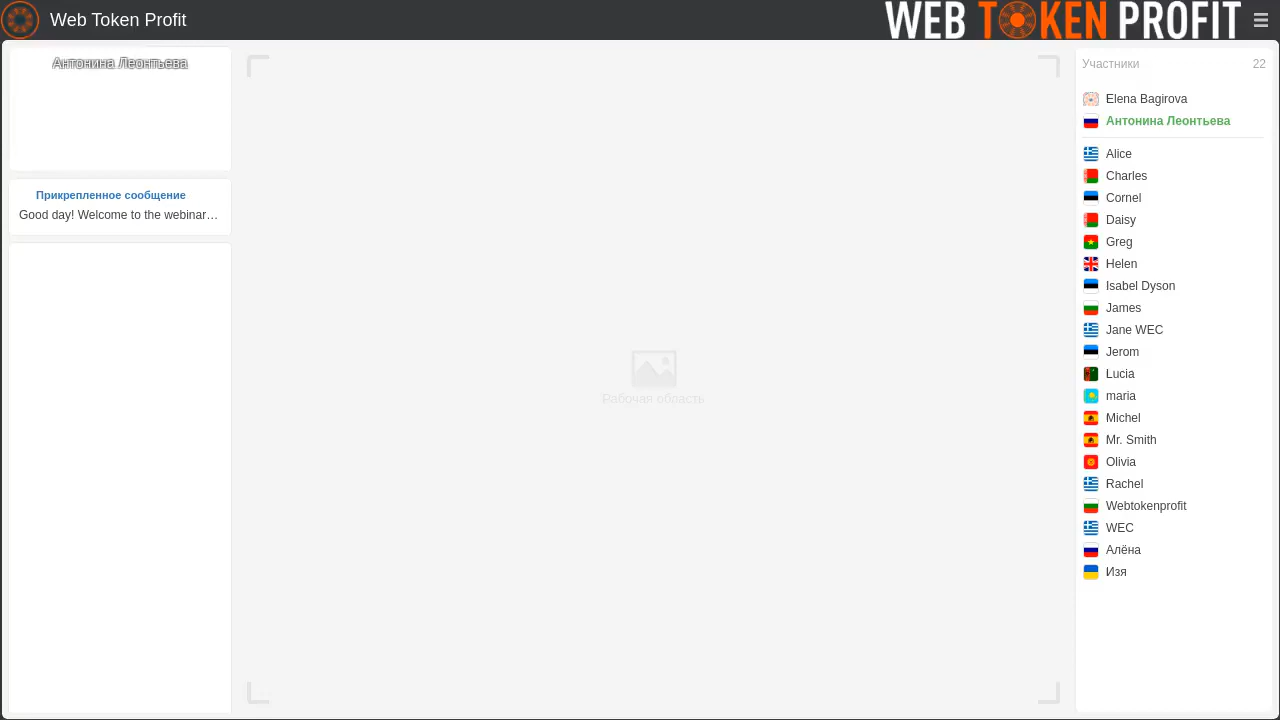 Web Token Profit
WEB TOKEN PROFIT
Антонина Леонтьева
Прикрепленное сообщение
Good day! Welcome to the webinar…
Рабочая область
Участники 22
Elena Bagirova
Антонина Леонтьева
Alice
Charles
Cornel
Daisy
Greg
Helen
Isabel Dyson
James
Jane WEC
Jerom
Lucia
maria
Michel
Mr. Smith
Olivia
Rachel
Webtokenprofit
WEC
Алёна
Изя